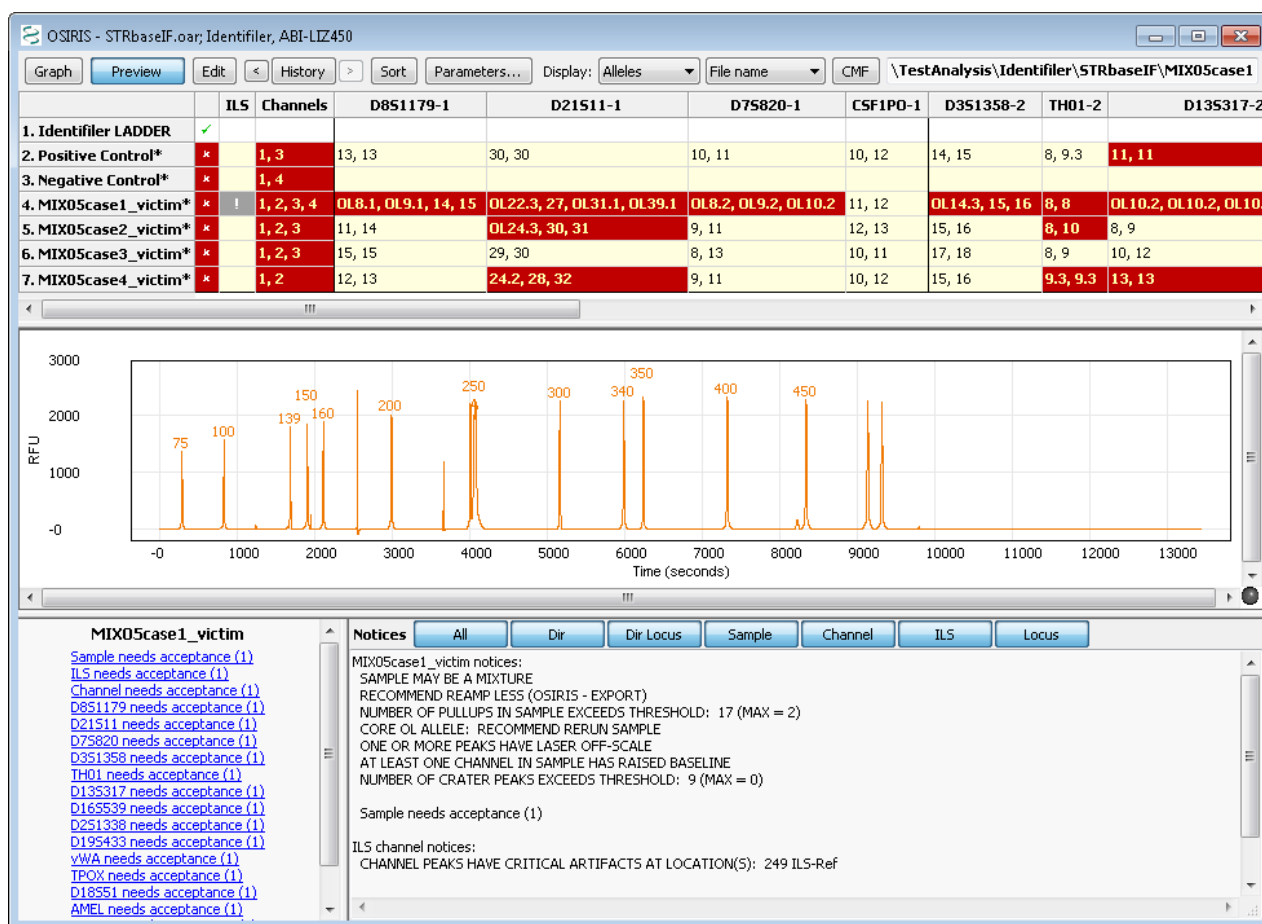 OSIRIS - STRbaseIF.oar; Identifiler, ABI-LIZ450
Graph Preview Edit < History > Sort Parameters... Display: Alleles File name CMF \TestAnalysis\Identifiler\STRbaseIF\MIX05case1
ILS Channels D8S1179-1 D21S11-1 D7S820-1 CSF1PO-1 D3S1358-2 TH01-2 D13S317-2
1. Identifiler LADDER
2. Positive Control* 1, 3 13, 13 30, 30 10, 11 10, 12 14, 15 8, 9.3 11, 11
3. Negative Control* 1, 4
4. MIX05case1_victim* ! 1, 2, 3, 4 OL8.1, OL9.1, 14, 15 OL22.3, 27, OL31.1, OL39.1 OL8.2, OL9.2, OL10.2 11, 12 OL14.3, 15, 16 8, 8 OL10.2, OL10.2, OL10.
5. MIX05case2_victim* 1, 2, 3 11, 14 OL24.3, 30, 31 9, 11 12, 13 15, 16 8, 10 8, 9
6. MIX05case3_victim* 1, 2, 3 15, 15 29, 30 8, 13 10, 11 17, 18 8, 9 10, 12
7. MIX05case4_victim* 1, 2 12, 13 24.2, 28, 32 9, 11 10, 12 15, 16 9.3, 9.3 13, 13
3000
2000
1000
-0
RFU
75 100 139 150 160 200 250 300 340 350 400 450
-0 1000 2000 3000 4000 5000 6000 7000 8000 9000 10000 11000 12000 13000
Time (seconds)
MIX05case1_victim
Sample needs acceptance (1)
ILS needs acceptance (1)
Channel needs acceptance (1)
D8S1179 needs acceptance (1)
D21S11 needs acceptance (1)
D7S820 needs acceptance (1)
D3S1358 needs acceptance (1)
TH01 needs acceptance (1)
D13S317 needs acceptance (1)
D16S539 needs acceptance (1)
D2S1338 needs acceptance (1)
D19S433 needs acceptance (1)
vWA needs acceptance (1)
TPOX needs acceptance (1)
D18S51 needs acceptance (1)
AMEL needs acceptance (1)
Notices All Dir Dir Locus Sample Channel ILS Locus
MIX05case1_victim notices:
SAMPLE MAY BE A MIXTURE
RECOMMEND REAMP LESS (OSIRIS - EXPORT)
NUMBER OF PULLUPS IN SAMPLE EXCEEDS THRESHOLD: 17 (MAX = 2)
CORE OL ALLELE: RECOMMEND RERUN SAMPLE
ONE OR MORE PEAKS HAVE LASER OFF-SCALE
AT LEAST ONE CHANNEL IN SAMPLE HAS RAISED BASELINE
NUMBER OF CRATER PEAKS EXCEEDS THRESHOLD: 9 (MAX = 0)
Sample needs acceptance (1)
ILS channel notices:
CHANNEL PEAKS HAVE CRITICAL ARTIFACTS AT LOCATION(S): 249 ILS-Ref